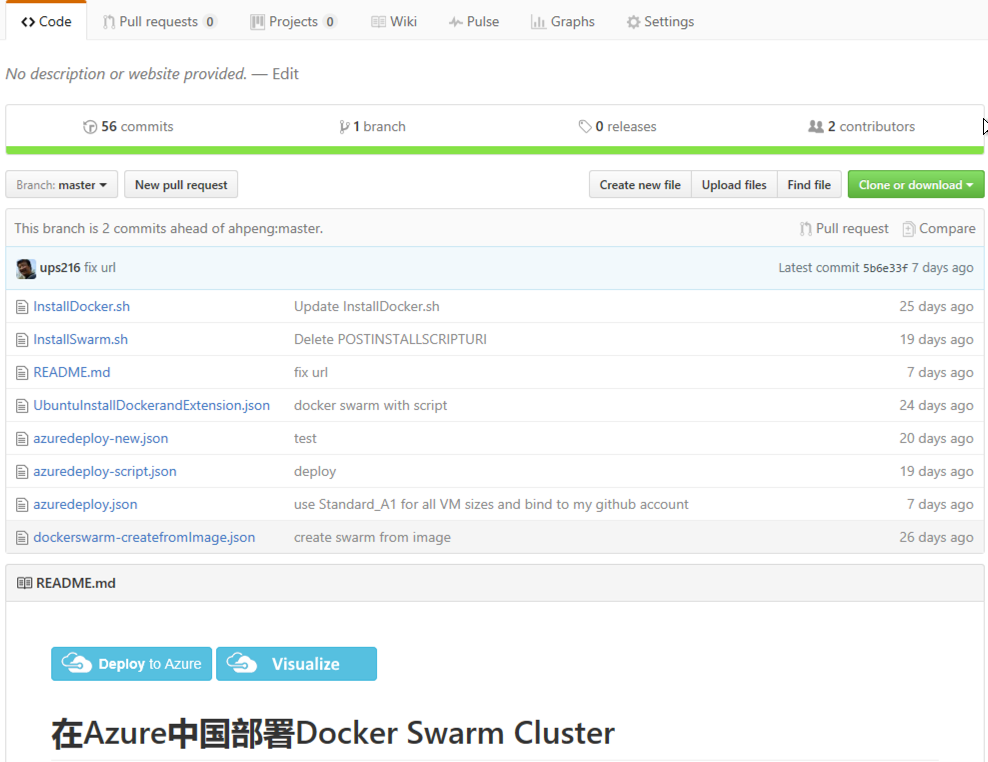 Code Pull requests 0 Projects 0 Wiki Pulse Graphs Settings
No description or website provided. — Edit
56 commits 1 branch 0 releases 2 contributors
Branch: master New pull request Create new file Upload files Find file Clone or download
This branch is 2 commits ahead of ahpeng:master. Pull request Compare
ups216 fix url Latest commit 5b6e33f 7 days ago
InstallDocker.sh Update InstallDocker.sh 25 days ago
InstallSwarm.sh Delete POSTINSTALLSCRIPTURI 19 days ago
README.md fix url 7 days ago
UbuntuInstallDockerandExtension.json docker swarm with script 24 days ago
azuredeploy-new.json test 20 days ago
azuredeploy-script.json deploy 19 days ago
azuredeploy.json use Standard_A1 for all VM sizes and bind to my github account 7 days ago
dockerswarm-createfromImage.json create swarm from image 26 days ago
README.md
Deploy to Azure Visualize
在Azure中国部署Docker Swarm Cluster